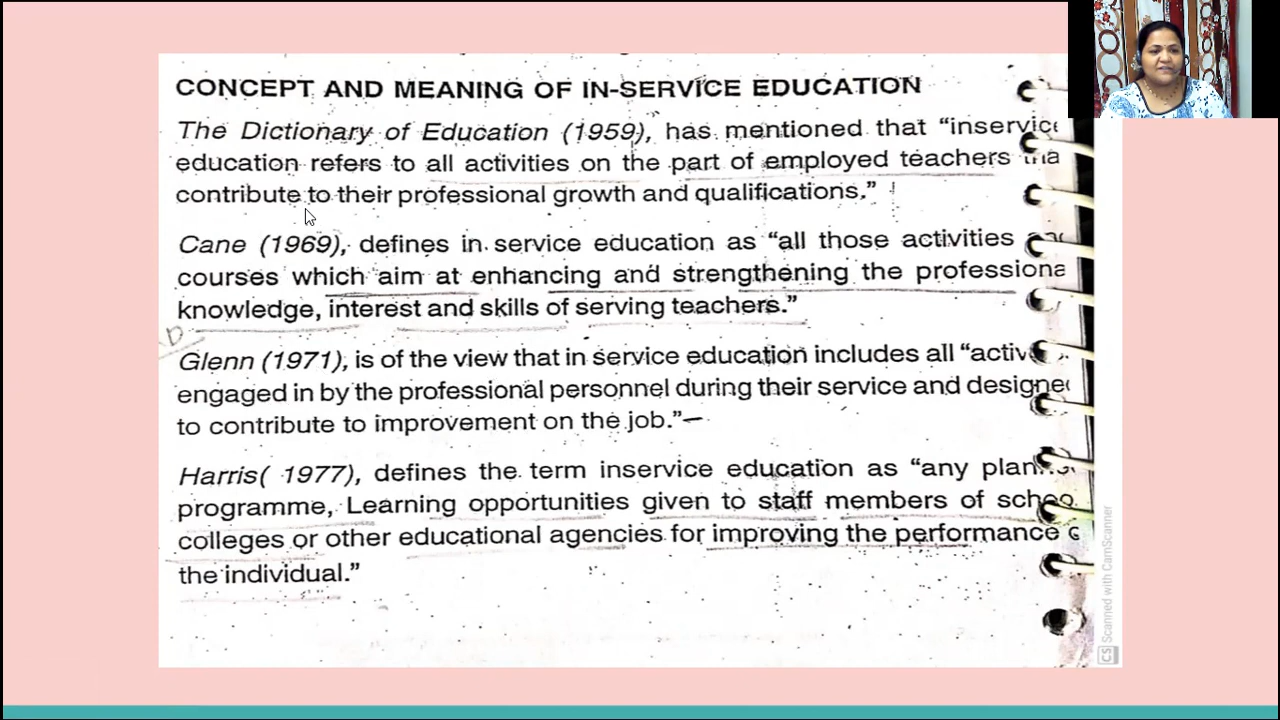 CONCEPT AND MEANING OF IN-SERVICE EDUCATION
The Dictionary of Education (1959), has mentioned that “inservice
education refers to all activities on the part of employed teachers
contribute to their professional growth and qualifications.”
Cane (1969), defines in service education as “all those activities
courses which aim at enhancing and strengthening the professiona
knowledge, interest and skills of serving teachers.”
Glenn (1971), is of the view that in service education includes all “activ
engaged in by the professional personnel during their service and designe
to contribute to improvement on the job.”–
Harris( 1977), defines the term inservice education as “any plan
programme, Learning opportunities given to staff members of schoo
colleges or other educational agencies for improving the performance
the individual.”
CS Scanned with CamScanner